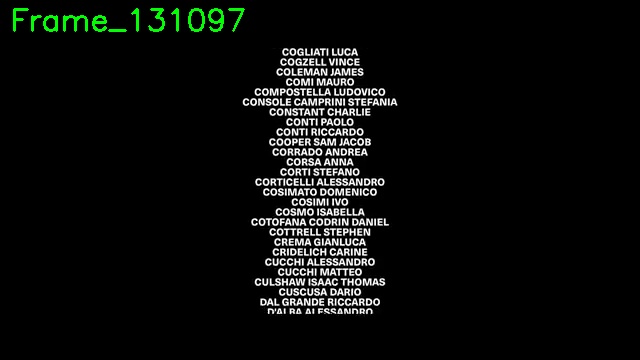 Frame_131097
COGLIATI LUCA
COGZELL VINCE
COLEMAN JAMES
COMI MAURO
COMPOSTELLA LUDOVICO
CONSOLE CAMPRINI STEFANIA
CONSTANT CHARLIE
CONTI PAOLO
CONTI RICCARDO
COOPER SAM JACOB
CORRADO ANDREA
CORSA ANNA
CORTI STEFANO
CORTICELLI ALESSANDRO
COSIMATO DOMENICO
COSIMI IVO
COSMO ISABELLA
COTOFANA CODRIN DANIEL
COTTRELL STEPHEN
CREMA GIANLUCA
CRIDELICH CARINE
CUCCHI ALESSANDRO
CUCCHI MATTEO
CULSHAW ISAAC THOMAS
CUSCUSA DARIO
DAL GRANDE RICCARDO
D'ALBA ALESSANDRO